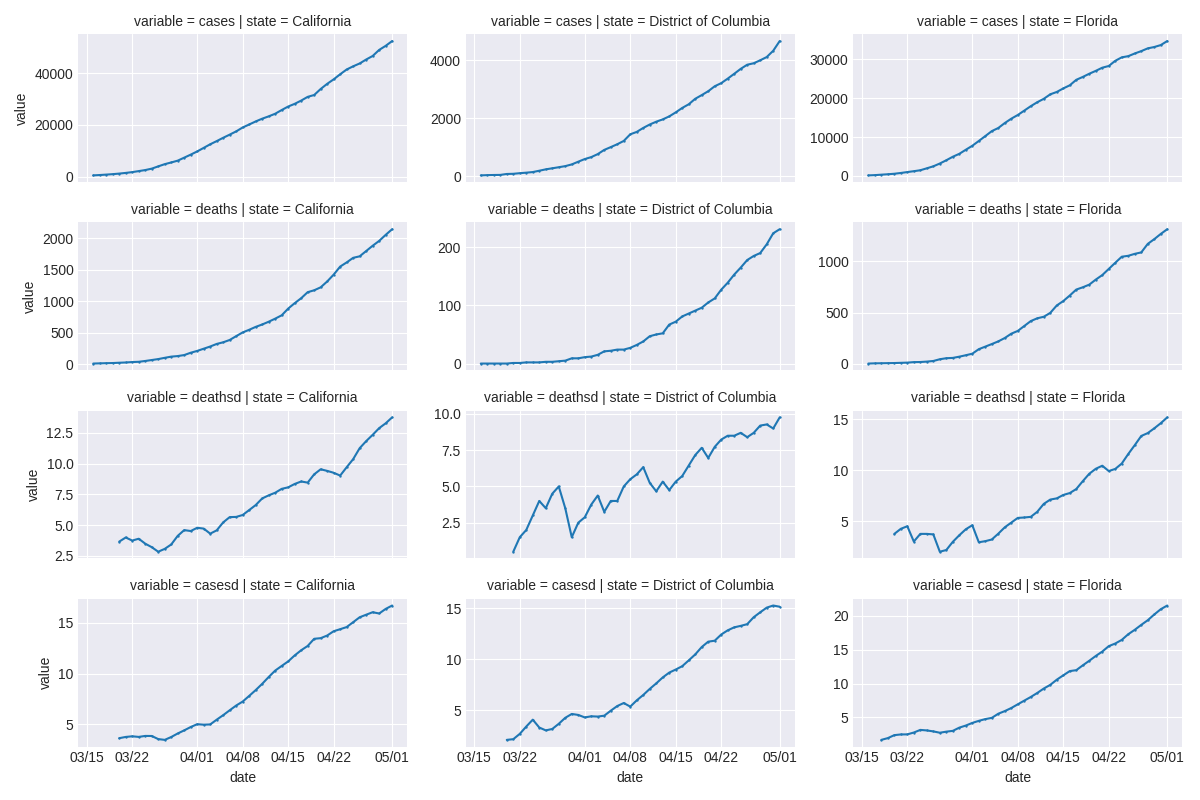 variable = cases | state = California
variable = cases | state = District of Columbia
variable = cases | state = Florida
value
40000
20000
0
4000
2000
0
30000
20000
10000
0
variable = deaths | state = California
variable = deaths | state = District of Columbia
variable = deaths | state = Florida
value
2000
1500
1000
500
0
200
100
0
1000
500
0
variable = deathsd | state = California
variable = deathsd | state = District of Columbia
variable = deathsd | state = Florida
value
12.5
10.0
7.5
5.0
2.5
10.0
7.5
5.0
2.5
15
10
5
variable = casesd | state = California
variable = casesd | state = District of Columbia
variable = casesd | state = Florida
value
15
10
5
15
10
5
20
15
10
5
03/15 03/22 04/01 04/08 04/15 04/22 05/01
03/15 04/01 04/08 04/15 04/22 05/01
03/15 03/22 04/01 04/08 04/15 04/22 05/01
date
date
date